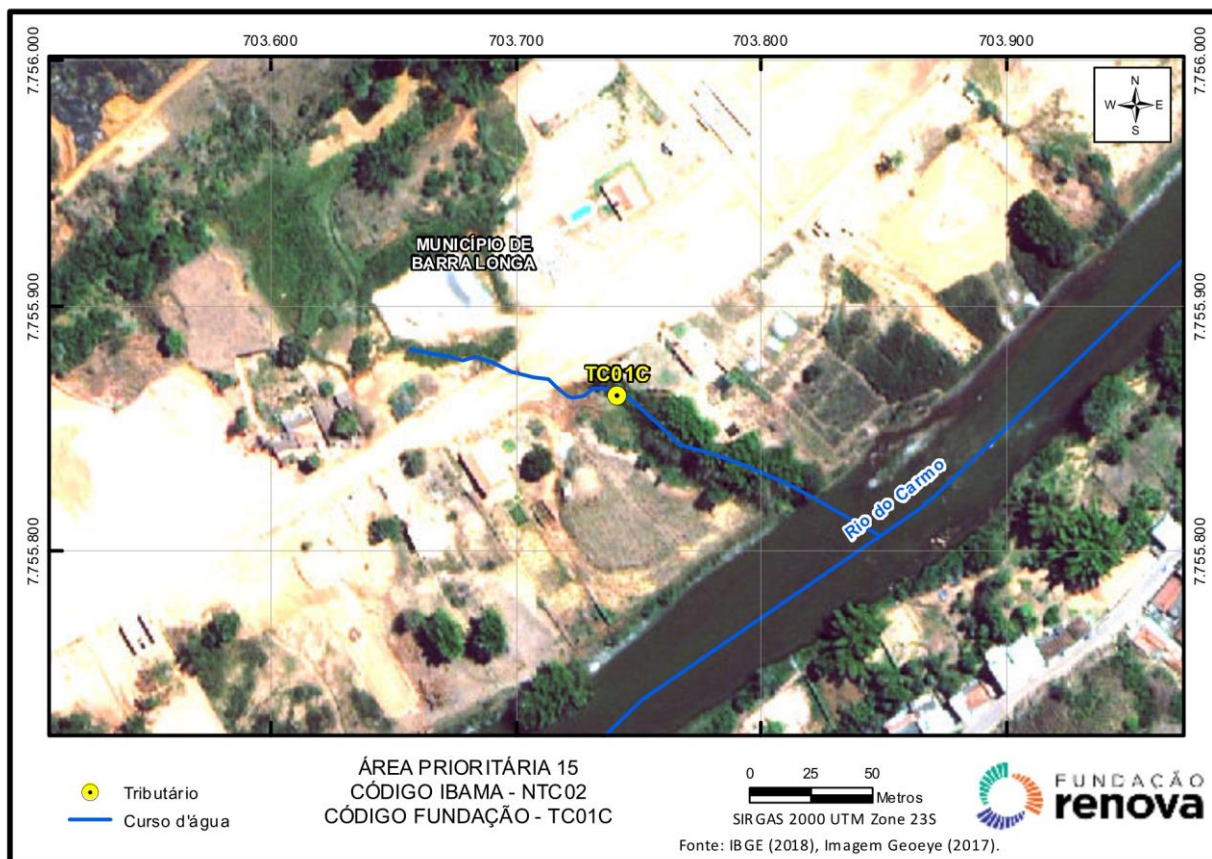 703.600
703.700
703.800
703.900
7.756.000
7.756.000
N
W
E
S
MUNICÍPIO DE
BARRA LONGA
7.755.900
7.755.900
TC01C
Rio do Carmo
7.755.800
7.755.800
Tributário
Curso d'água
ÁREA PRIORITÁRIA 15
CÓDIGO IBAMA - NTC02
CÓDIGO FUNDAÇÃO - TC01C
0 25 50
Metros
SIRGAS 2000 UTM Zone 23S
FUNDAÇÃO
renova
Fonte: IBGE (2018), Imagem Geoeye (2017).